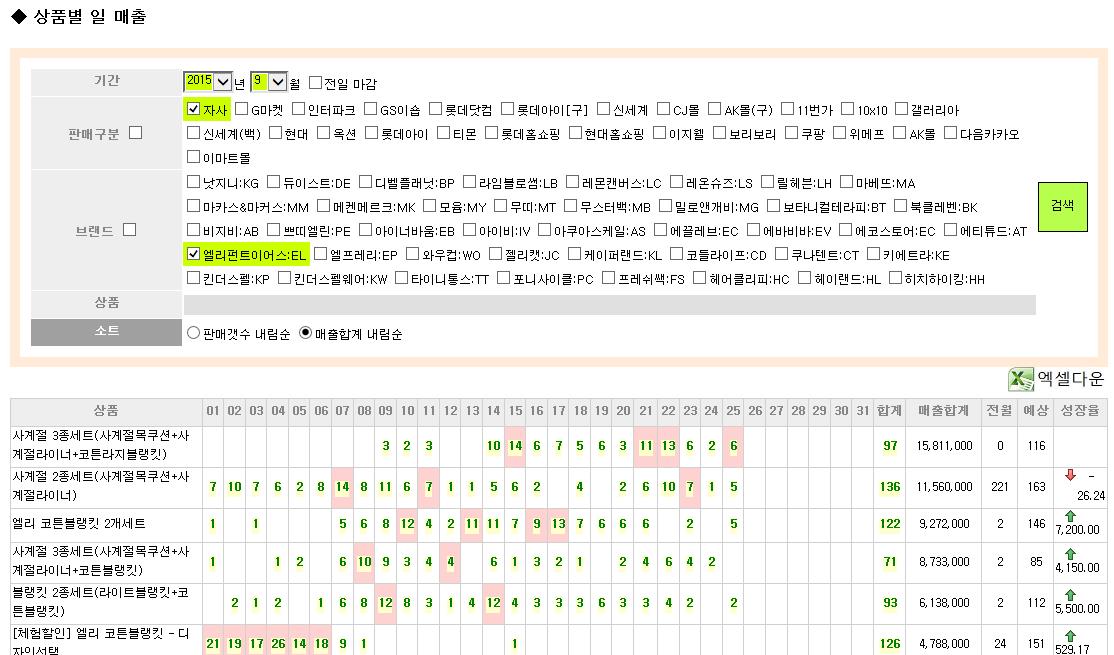 ◆ 상품별 일 매출
기간 2015 년 9 월 전일 마감
판매구분 자사 G마켓 인터파크 GS이숍 롯데닷컴 롯데아이[구] 신세계 CJ몰 AK몰(구) 11번가 10x10 갤러리아
신세계(백) 현대 옥션 롯데아이 티몬 롯데홈쇼핑 현대홈쇼핑 이지웰 보리보리 쿠팡 위메프 AK몰 다음카카오
이마트몰
브랜드 낫지니:KG 듀이스트:DE 디벨플래닛:BP 라임블로썸:LB 레몬캔버스:LC 레온슈즈:LS 릴헤븐:LH 마베뜨:MA
마카스&마커스:MM 메켄메르크:MK 모윰:MY 무띠:MT 무스터백:MB 밀로앤개비:MG 보타니컬테라피:BT 북클레벤:BK
비지비:AB 쁘띠엘린:PE 아이너바움:EB 아이비:IV 아쿠아스케일:AS 에끌레브:EC 에바비바:EV 에코스토어:EC 에티튜드:AT
엘리펀트이어스:EL 엘프레리:EP 와우컵:WO 젤리캣:JC 케이퍼랜드:KL 코들라이프:CD 쿠나텐트:CT 키에트라:KE
킨더스펠:KP 킨더스펠웨어:KW 타이니통스:TT 포니사이클:PC 프레쉬쌕:FS 헤어클리피:HC 헤이랜드:HL 히치하이킹:HH
검색
상품
소트 판매갯수 내림순 매출합계 내림순
엑셀다운
상품 01 02 03 04 05 06 07 08 09 10 11 12 13 14 15 16 17 18 19 20 21 22 23 24 25 26 27 28 29 30 31 합계 매출합계 전월 예상 성장율
사계절 3종세트(사계절목쿠션+사
계절라이너+코튼라지블랭킷) 3 2 3 10 14 6 7 5 6 3 11 13 6 2 6 97 15,811,000 0 116
사계절 2종세트(사계절목쿠션+사
계절라이너) 7 10 7 6 2 8 14 8 11 6 7 1 1 5 6 2 4 2 6 10 7 1 5 136 11,560,000 221 163 -
26.24
엘리 코튼블랭킷 2개세트 1 1 5 6 8 12 4 2 11 11 7 9 13 7 6 6 6 2 5 122 9,272,000 2 146 7,200.00
사계절 3종세트(사계절목쿠션+사
계절라이너+코튼블랭킷) 1 1 2 6 10 9 3 4 4 6 1 3 2 1 2 4 6 4 2 71 8,733,000 2 85 4,150.00
블랭킷 2종세트(라이트블랭킷+코
튼블랭킷) 2 1 2 1 6 8 12 8 3 1 4 12 4 3 3 3 6 3 3 4 2 2 93 6,138,000 2 112 5,500.00
[체험할인] 엘리 코튼블랭킷 - 디
자인선택 21 19 17 26 14 18 9 1 1 126 4,788,000 24 151 529.17